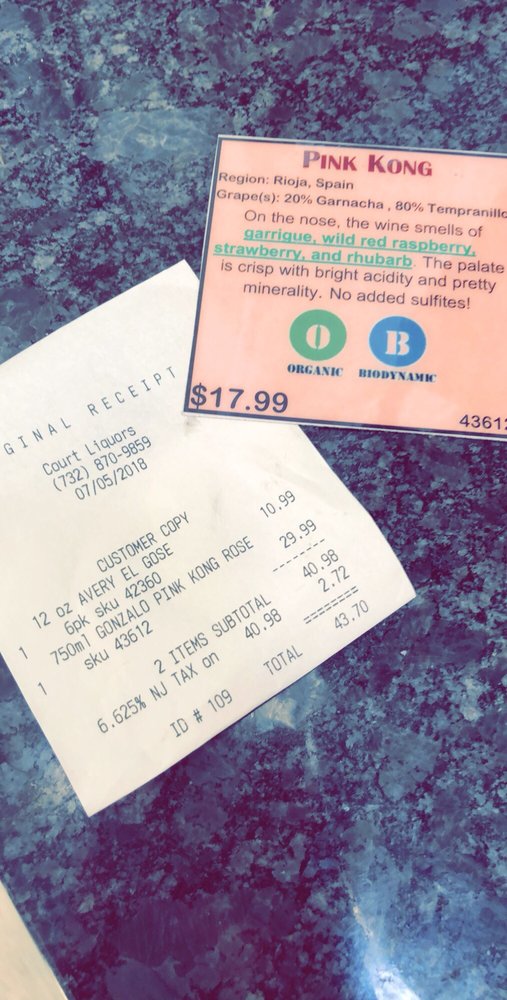 PINK KONG
Region: Rioja, Spain
Grape(s): 20% Garnacha , 80% Tempranillo
On the nose, the wine smells of
garrigue, wild red raspberry,
strawberry, and rhubarb. The palate
is crisp with bright acidity and pretty
minerality. No added sulfites!
O B
ORGANIC BIODYNAMIC
$17.99
43612
GINAL RECEIPT
Court Liquors
(732) 870-9859
07/05/2018
CUSTOMER COPY
1 12 oz AVERY EL GOSE 10.99
6pk sku 42360
1 750ml GONZALO PINK KONG ROSE 29.99
sku 43612
2 ITEMS SUBTOTAL 40.98
6.625% NJ TAX on 40.98 2.72
TOTAL 43.70
ID # 109